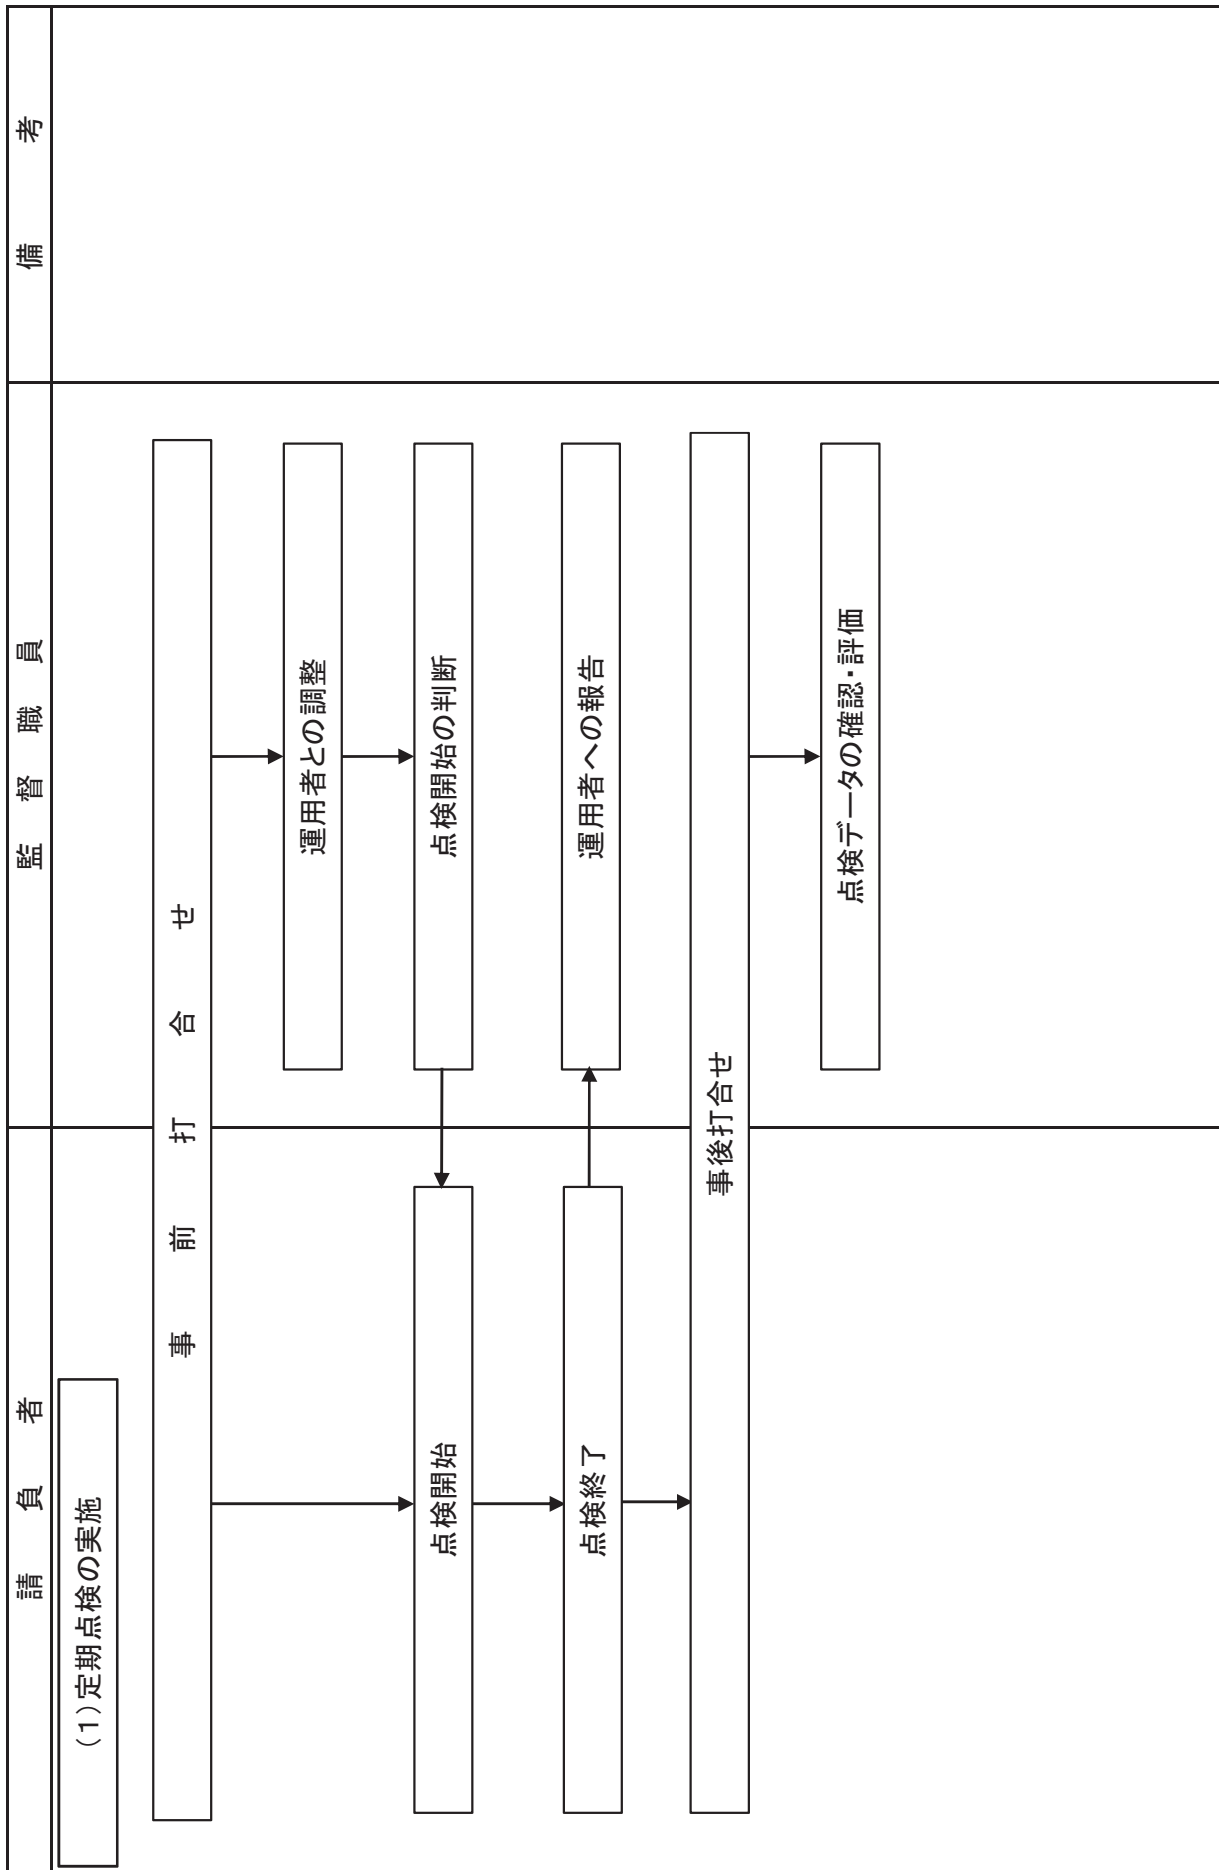 請負者
監督職員
備考
(1)定期点検の実施
事前打合せ
運用者との調整
点検開始
点検開始の判断
点検終了
運用者への報告
事後打合せ
点検データの確認・評価